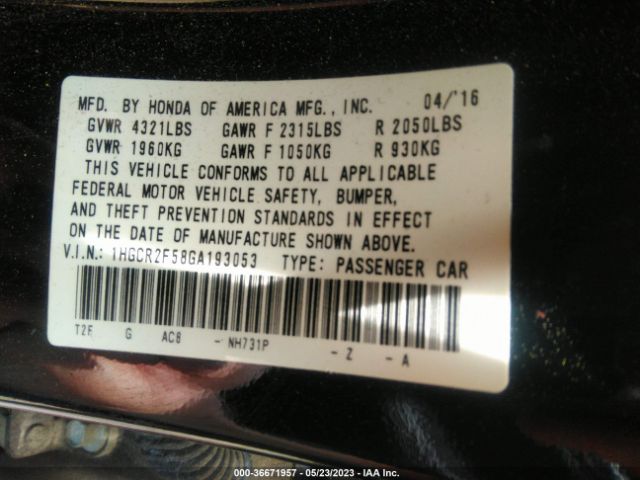 MFD. BY HONDA OF AMERICA MFG., INC. 04/'16
GVWR 4321LBS GAWR F 2315LBS R 2050LBS
GVWR 1960KG GAWR F 1050KG R 930KG
THIS VEHICLE CONFORMS TO ALL APPLICABLE
FEDERAL MOTOR VEHICLE SAFETY, BUMPER,
AND THEFT PREVENTION STANDARDS IN EFFECT
ON THE DATE OF MANUFACTURE SHOWN ABOVE.
V.I.N.: 1HGCR2F58GA193053 TYPE: PASSENGER CAR
T2F G AC8 - NH731P - Z - A
000-36671957 - 05/23/2023 - IAA Inc.